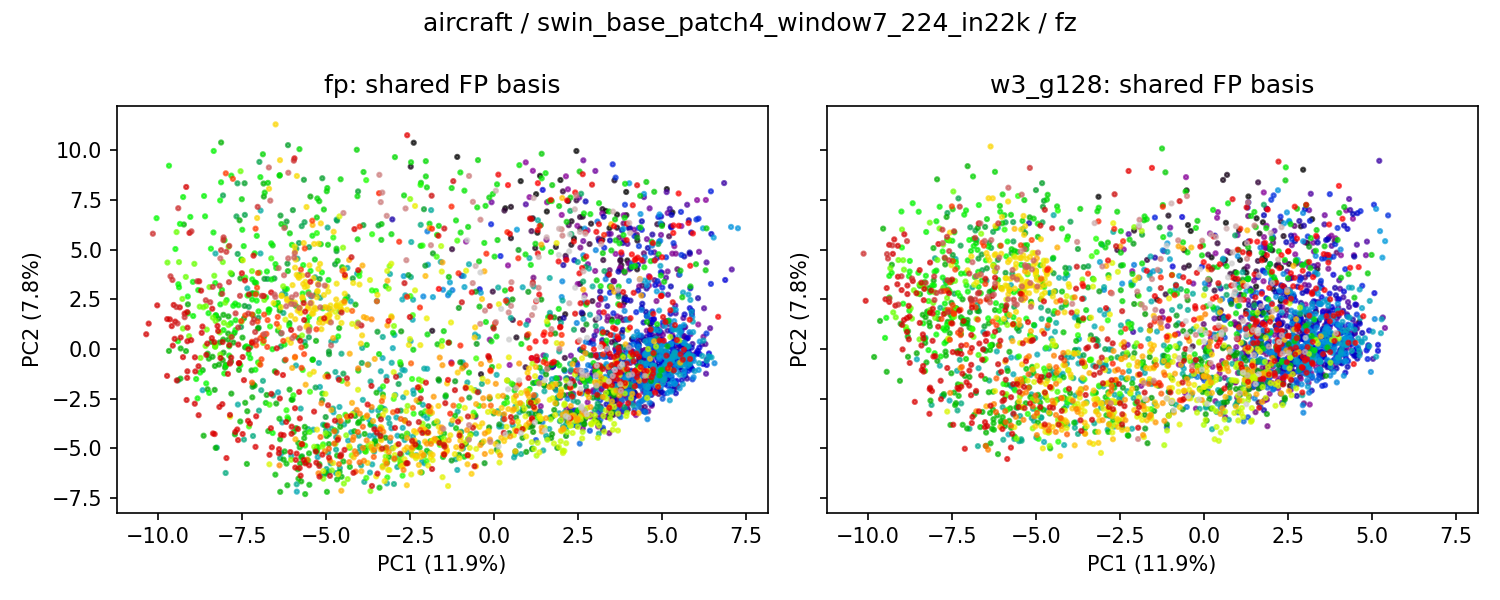 aircraft / swin_base_patch4_window7_224_in22k / fz
fp: shared FP basis
w3_g128: shared FP basis
PC2 (7.8%)
10.0
7.5
5.0
2.5
0.0
−2.5
−5.0
−7.5
−10.0 −7.5 −5.0 −2.5 0.0 2.5 5.0 7.5
PC1 (11.9%)
PC2 (7.8%)
−10.0 −7.5 −5.0 −2.5 0.0 2.5 5.0 7.5
PC1 (11.9%)